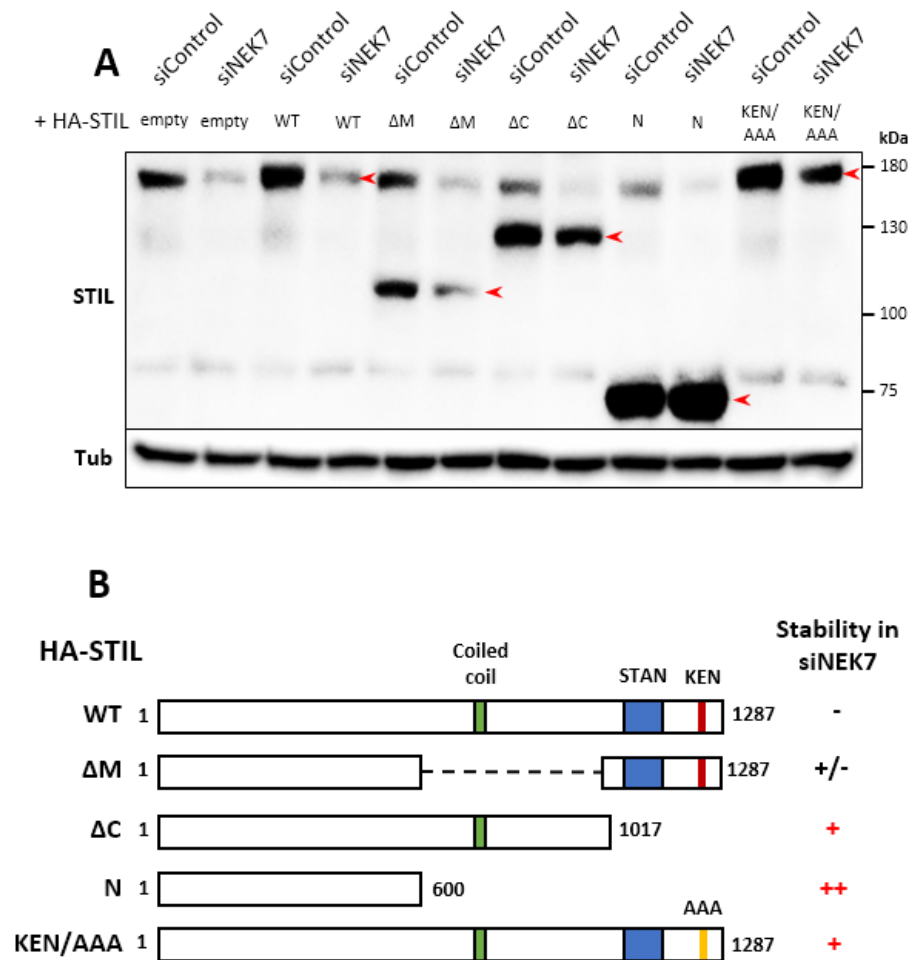 A
siControl siNEK7 siControl siNEK7 siControl siNEK7 siControl siNEK7 siControl siNEK7 siControl siNEK7
+ HA-STIL empty empty WT WT ΔM ΔM ΔC ΔC N N KEN/ KEN/
AAA AAA
kDa
180
130
STIL
100
75
Tub
B
HA-STIL Coiled Stability in
coil STAN KEN siNEK7
WT 1 1287 -
ΔM 1 1287 +/-
ΔC 1 1017 +
N 1 600 ++
AAA
KEN/AAA 1 1287 +